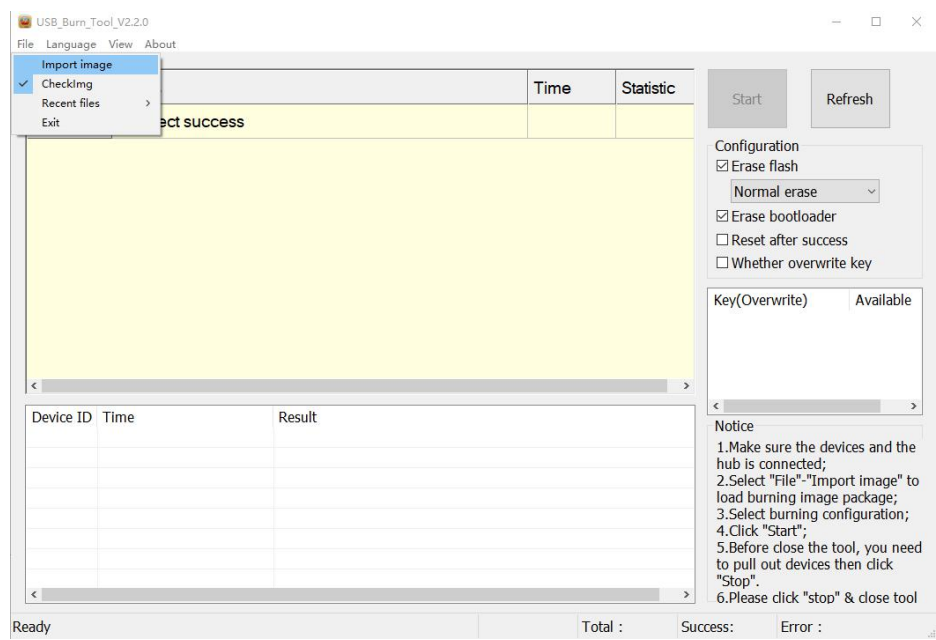 USB_Burn_Tool_V2.2.0
File Language View About
Import image
CheckImg
Recent files
Exit
Time Statistic
ect success
Start Refresh
Configuration
Erase flash
Normal erase
Erase bootloader
Reset after success
Whether overwrite key
Key(Overwrite) Available
Device ID Time Result
Notice
1.Make sure the devices and the
hub is connected;
2.Select "File"-"Import image" to
load burning image package;
3.Select burning configuration;
4.Click "Start";
5.Before close the tool, you need
to pull out devices then click
"Stop".
6.Please click "stop" & close tool
Ready Total : Success: Error :